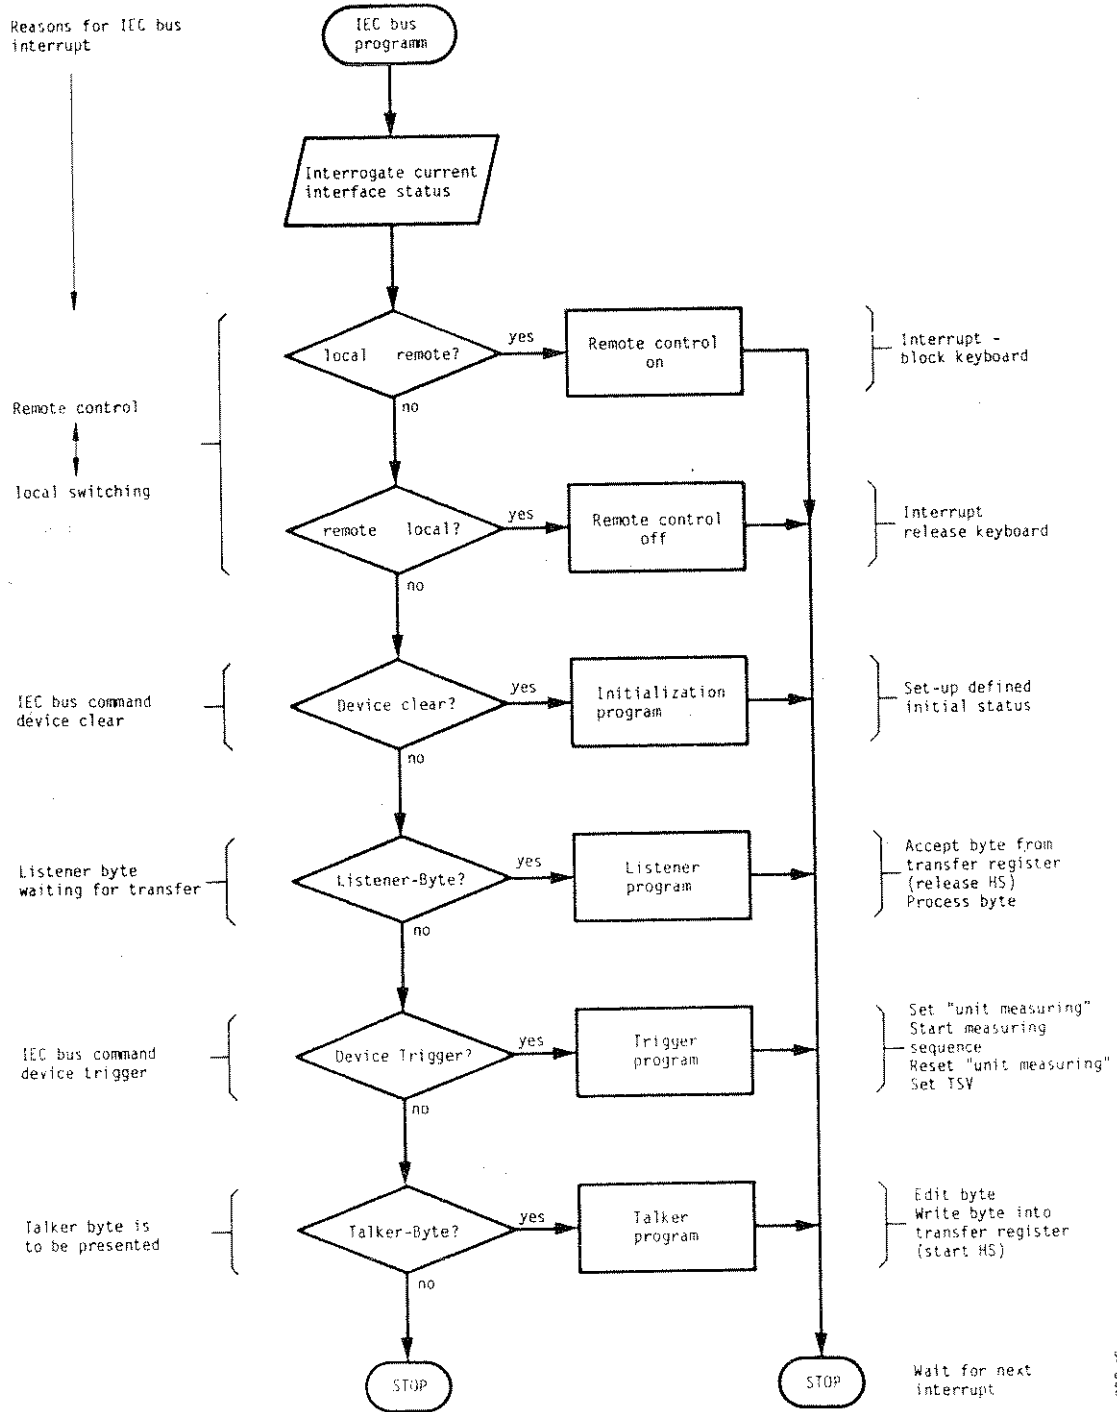 Reasons for IEC bus
interrupt
IEC bus
programm
Interrogate current
interface status
local remote?
yes
Remote control
on
Interrupt -
block keyboard
no
Remote control
local switching
remote local?
yes
Remote control
off
Interrupt
release keyboard
no
IEC bus command
device clear
Device clear?
yes
Initialization
program
Set-up defined
initial status
no
Listener byte
waiting for transfer
Listener-Byte?
yes
Listener
program
Accept byte from
transfer register
(release HS)
Process byte
no
IEC bus command
device trigger
Device Trigger?
yes
Trigger
program
Set "unit measuring"
Start measuring
sequence
Reset "unit measuring"
Set TSV
no
Talker byte is
to be presented
Talker-Byte?
yes
Talker
program
Edit byte
Write byte into
transfer register
(start HS)
no
STOP
STOP
Wait for next
interrupt